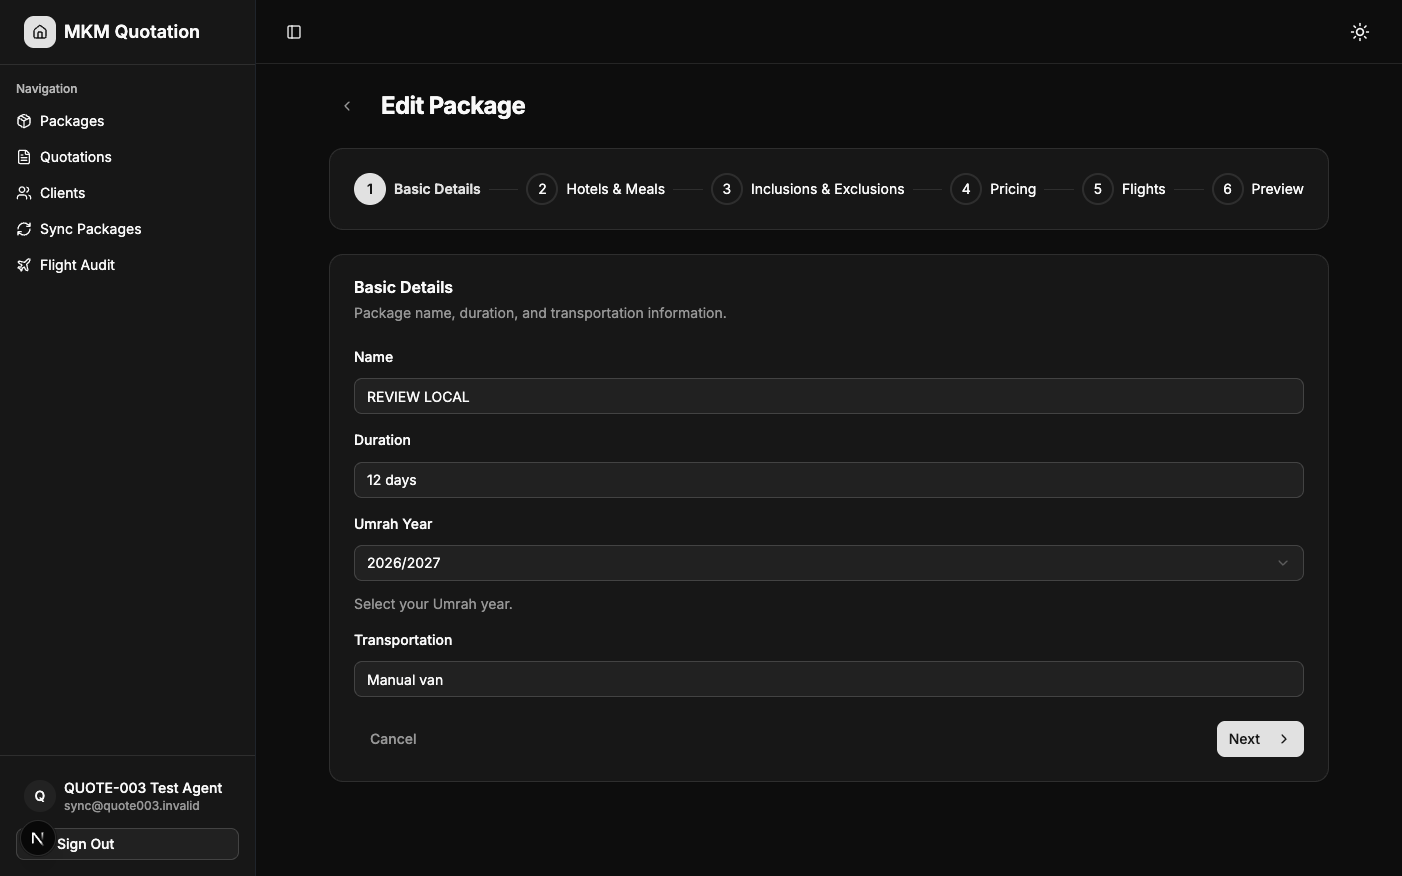 MKM Quotation
Navigation
Packages
Quotations
Clients
Sync Packages
Flight Audit
Q
QUOTE-003 Test Agent
sync@quote003.invalid
N
Sign Out
Edit Package
1 Basic Details
2 Hotels & Meals
3 Inclusions & Exclusions
4 Pricing
5 Flights
6 Preview
Basic Details
Package name, duration, and transportation information.
Name
REVIEW LOCAL
Duration
12 days
Umrah Year
2026/2027
Select your Umrah year.
Transportation
Manual van
Cancel
Next